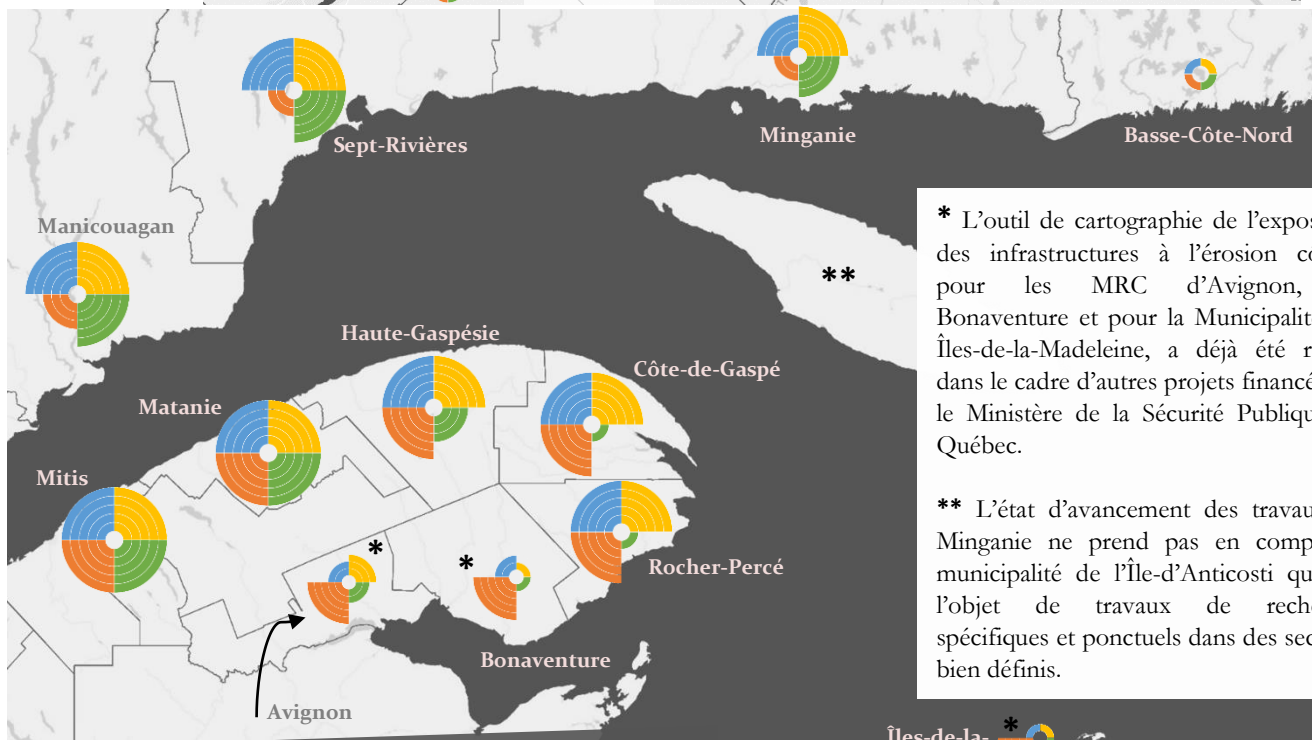 Sept-Rivières
Minganie
Basse-Côte-Nord
Manicouagan
**
Haute-Gaspésie
Côte-de-Gaspé
Matanie
Mitis
*
*
Rocher-Percé
Bonaventure
Avignon
* L'outil de cartographie de l'expos
des infrastructures à l'érosion co
pour les MRC d'Avignon,
Bonaventure et pour la Municipalit
Îles-de-la-Madeleine, a déjà été r
dans le cadre d'autres projets financé
le Ministère de la Sécurité Publiqu
Québec.
** L'état d'avancement des travau
Minganie ne prend pas en comp
municipalité de l'Île-d'Anticosti qu
l'objet de travaux de reche
spécifiques et ponctuels dans des sec
bien définis.
Îles-de-la- *